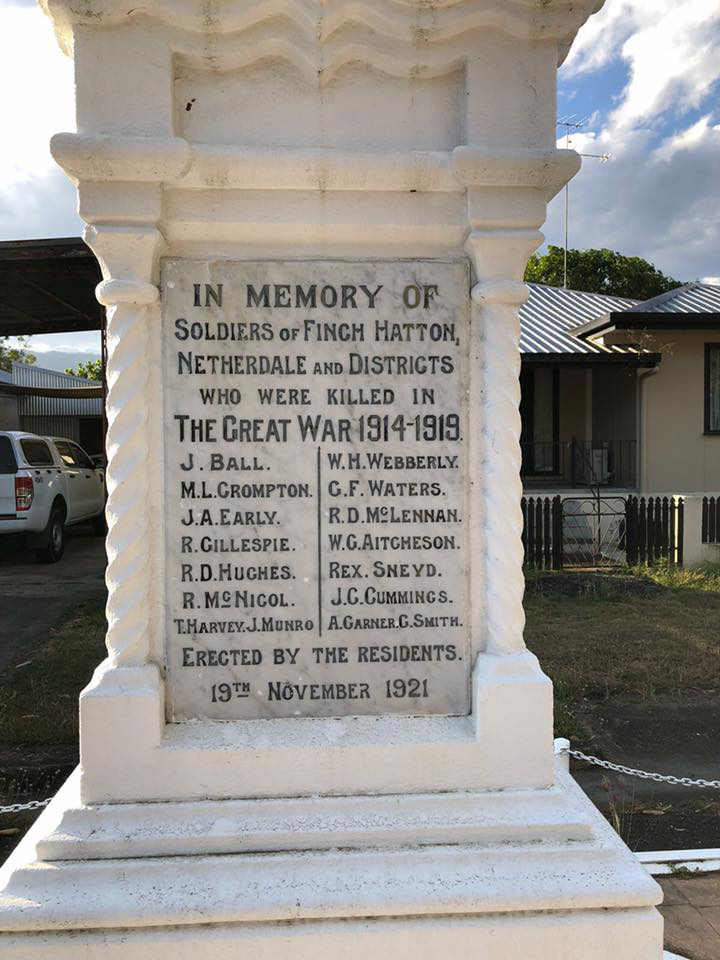 IN MEMORY OF
SOLDIERS OF FINCH HATTON,
NETHERDALE AND DISTRICTS
WHO WERE KILLED IN
THE GREAT WAR 1914-1919.
J. BALL.
M.L. CROMPTON.
J.A. EARLY.
R. GILLESPIE.
R.D. HUGHES.
R. MCNICOL.
T. HARVEY. J. MUNRO
W.H. WEBBERLY.
G.F. WATERS.
R.D. MCLENNAN.
W.G. AITCHESON.
REX. SNEYD.
J.C. CUMMINGS.
A. GARNER. G. SMITH.
ERECTED BY THE RESIDENTS.
19TH NOVEMBER 1921